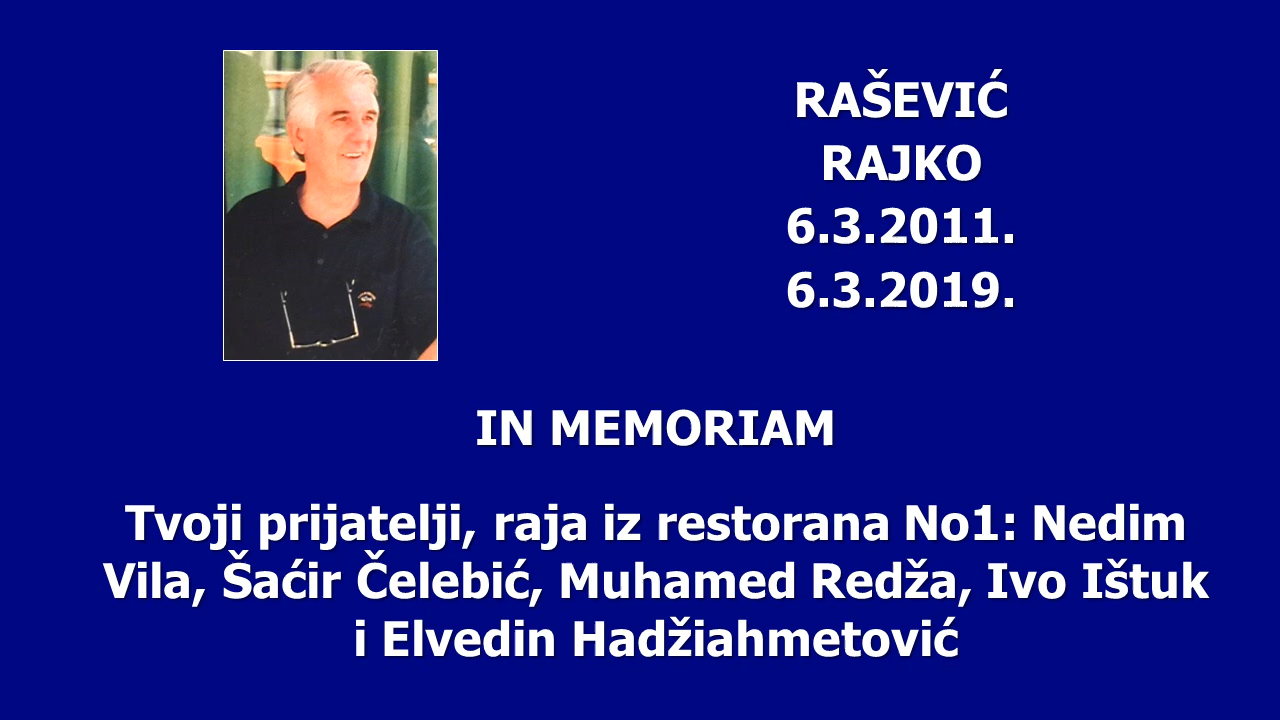 RAŠEVIĆ
RAJKO
6.3.2011.
6.3.2019.
IN MEMORIAM
Tvoji prijatelji, raja iz restorana No1: Nedim
Vila, Šaćir Čelebić, Muhamed Redža, Ivo Ištuk
i Elvedin Hadžiahmetović